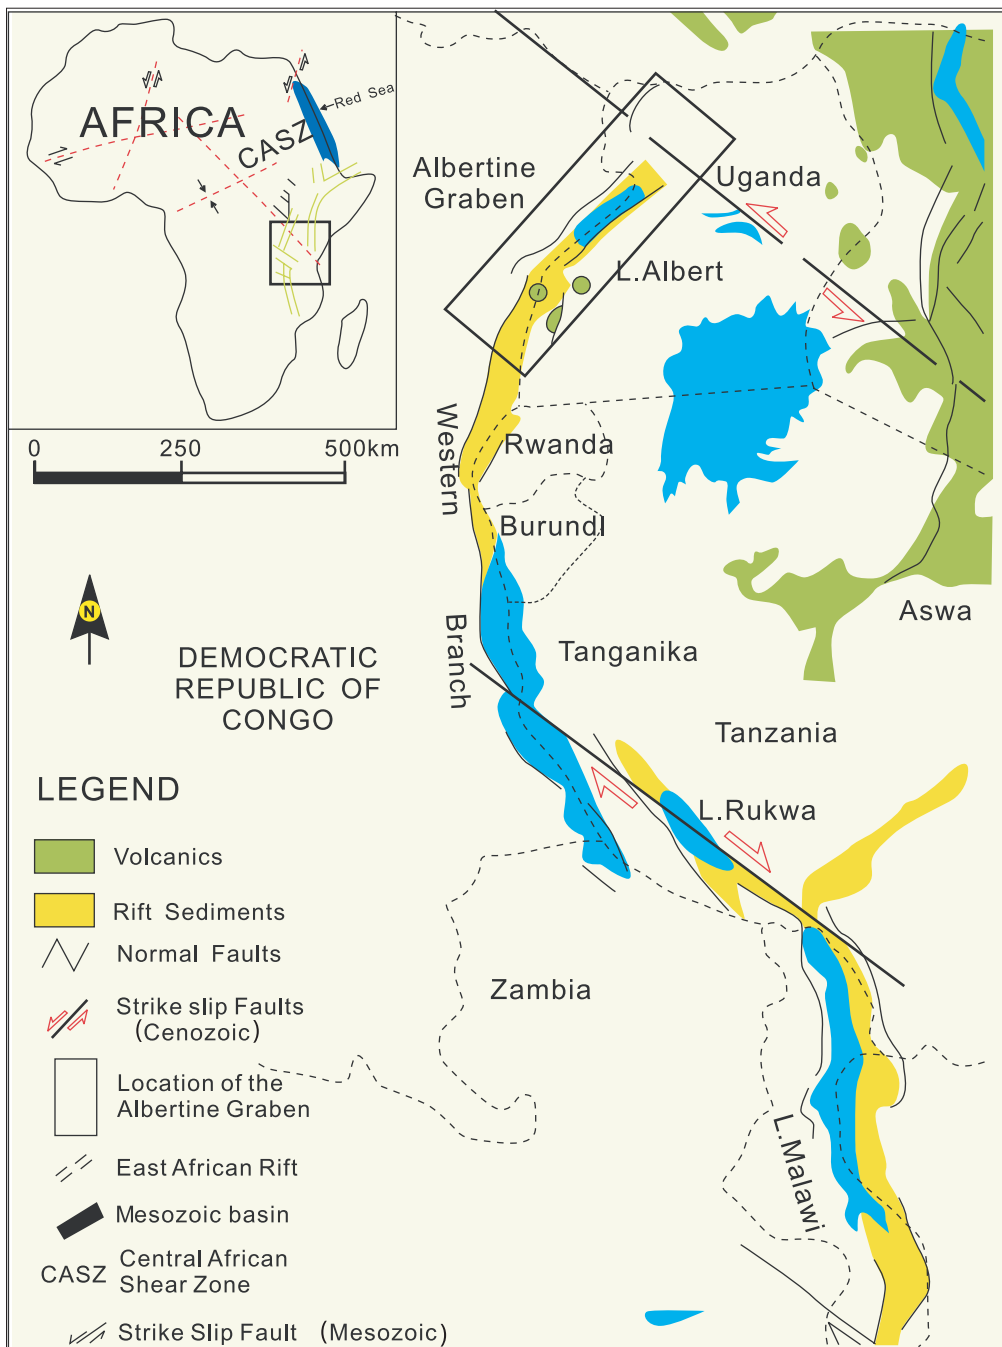 AFRICA
CASZ
Red Sea
0
250
500km
N
DEMOCRATIC
REPUBLIC OF
CONGO
Albertine
Graben
Uganda
L.Albert
Western
Rwanda
Burundl
Branch
Tanganika
Aswa
Tanzania
L.Rukwa
Zambia
L.Malawi
LEGEND
Volcanics
Rift Sediments
Normal Faults
Strike slip Faults
(Cenozoic)
Location of the
Albertine Graben
East African Rift
Mesozoic basin
CASZ
Central African
Shear Zone
Strike Slip Fault (Mesozoic)